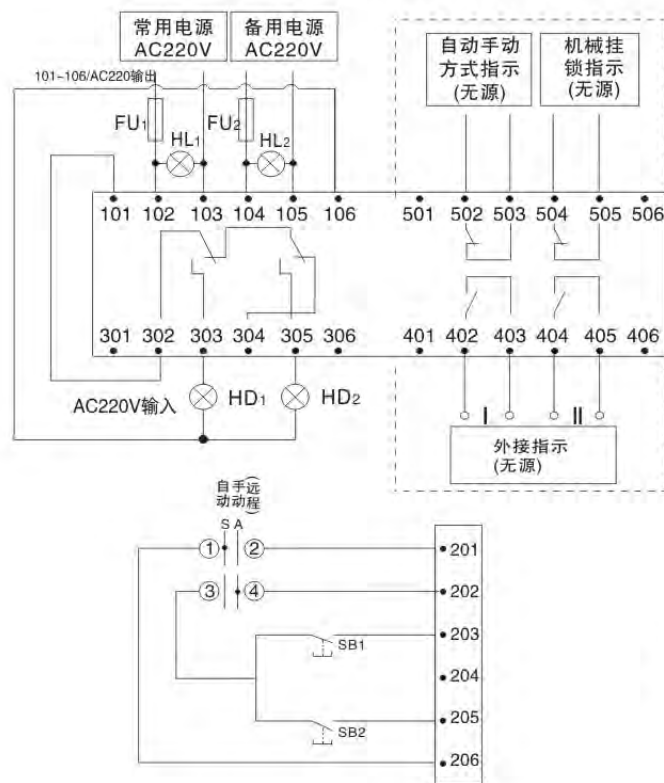 常用电源
AC220V
备用电源
AC220V
自动手动
方式指示
(无源)
机械挂
锁指示
(无源)
101~106/AC220输出
FU1
HL1
FU2
HL2
101 102 103 104 105 106
501 502 503 504 505 506
301 302 303 304 305 306
401 402 403 404 405 406
AC220V输入
HD1
HD2
I
II
外接指示
(无源)
自动
手动
(远程)
S A
① ②
201
③ ④
202
SB1
203
204
SB2
205
206